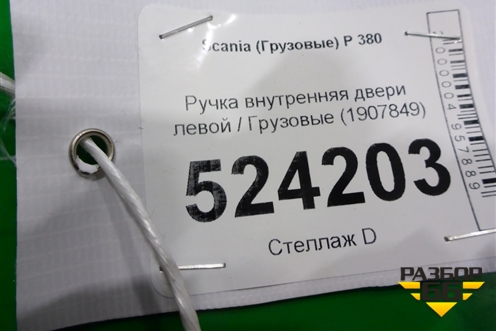 Scania (Грузовые) P 380
Ручка внутренняя двери
левой / Грузовые (1907849)
524203
Стеллаж D
РАЗБОР